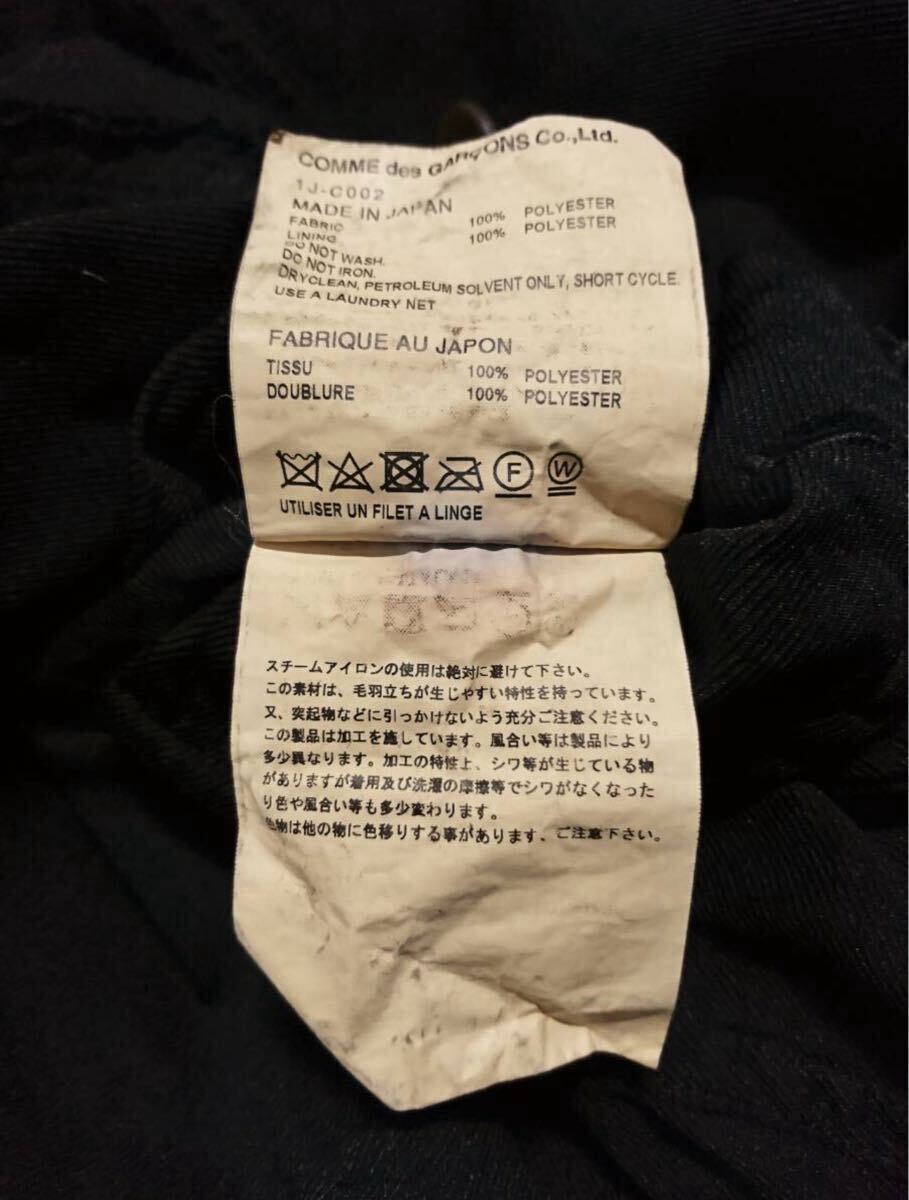 COMME des GARÇONS Co.,Ltd.
1J-C002
MADE IN JAPAN
FABRIC 100% POLYESTER
LINING 100% POLYESTER
DO NOT WASH.
DO NOT IRON.
DRYCLEAN, PETROLEUM SOLVENT ONLY, SHORT CYCLE.
USE A LAUNDRY NET
FABRIQUE AU JAPON
TISSU 100% POLYESTER
DOUBLURE 100% POLYESTER
F W
UTILISER UN FILET A LINGE
スチームアイロンの使用は絶対に避けて下さい。
この素材は、毛羽立ちが生じやすい特性を持っています。
又、突起物などに引っかけないよう充分ご注意ください。
この製品は加工を施しています。風合い等は製品により
多少異なります。加工の特性上、シワ等が生じている物
がありますが着用及び洗濯の摩擦等でシワがなくなった
り色や風合い等も多少変わります。
色物は他の物に色移りする事があります、ご注意下さい。